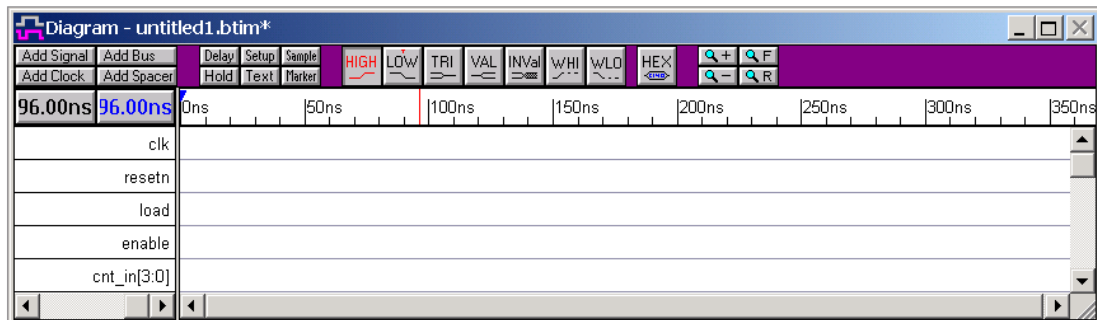 Diagram - untitled1.btim*
Add Signal Add Bus Delay Setup Sample HIGH LOW TRI VAL INVal WHI WLO HEX + F
Add Clock Add Spacer Hold Text Marker - R
96.00ns 96.00ns 0ns 50ns 100ns 150ns 200ns 250ns 300ns 350ns
clk
resetn
load
enable
cnt_in[3:0]